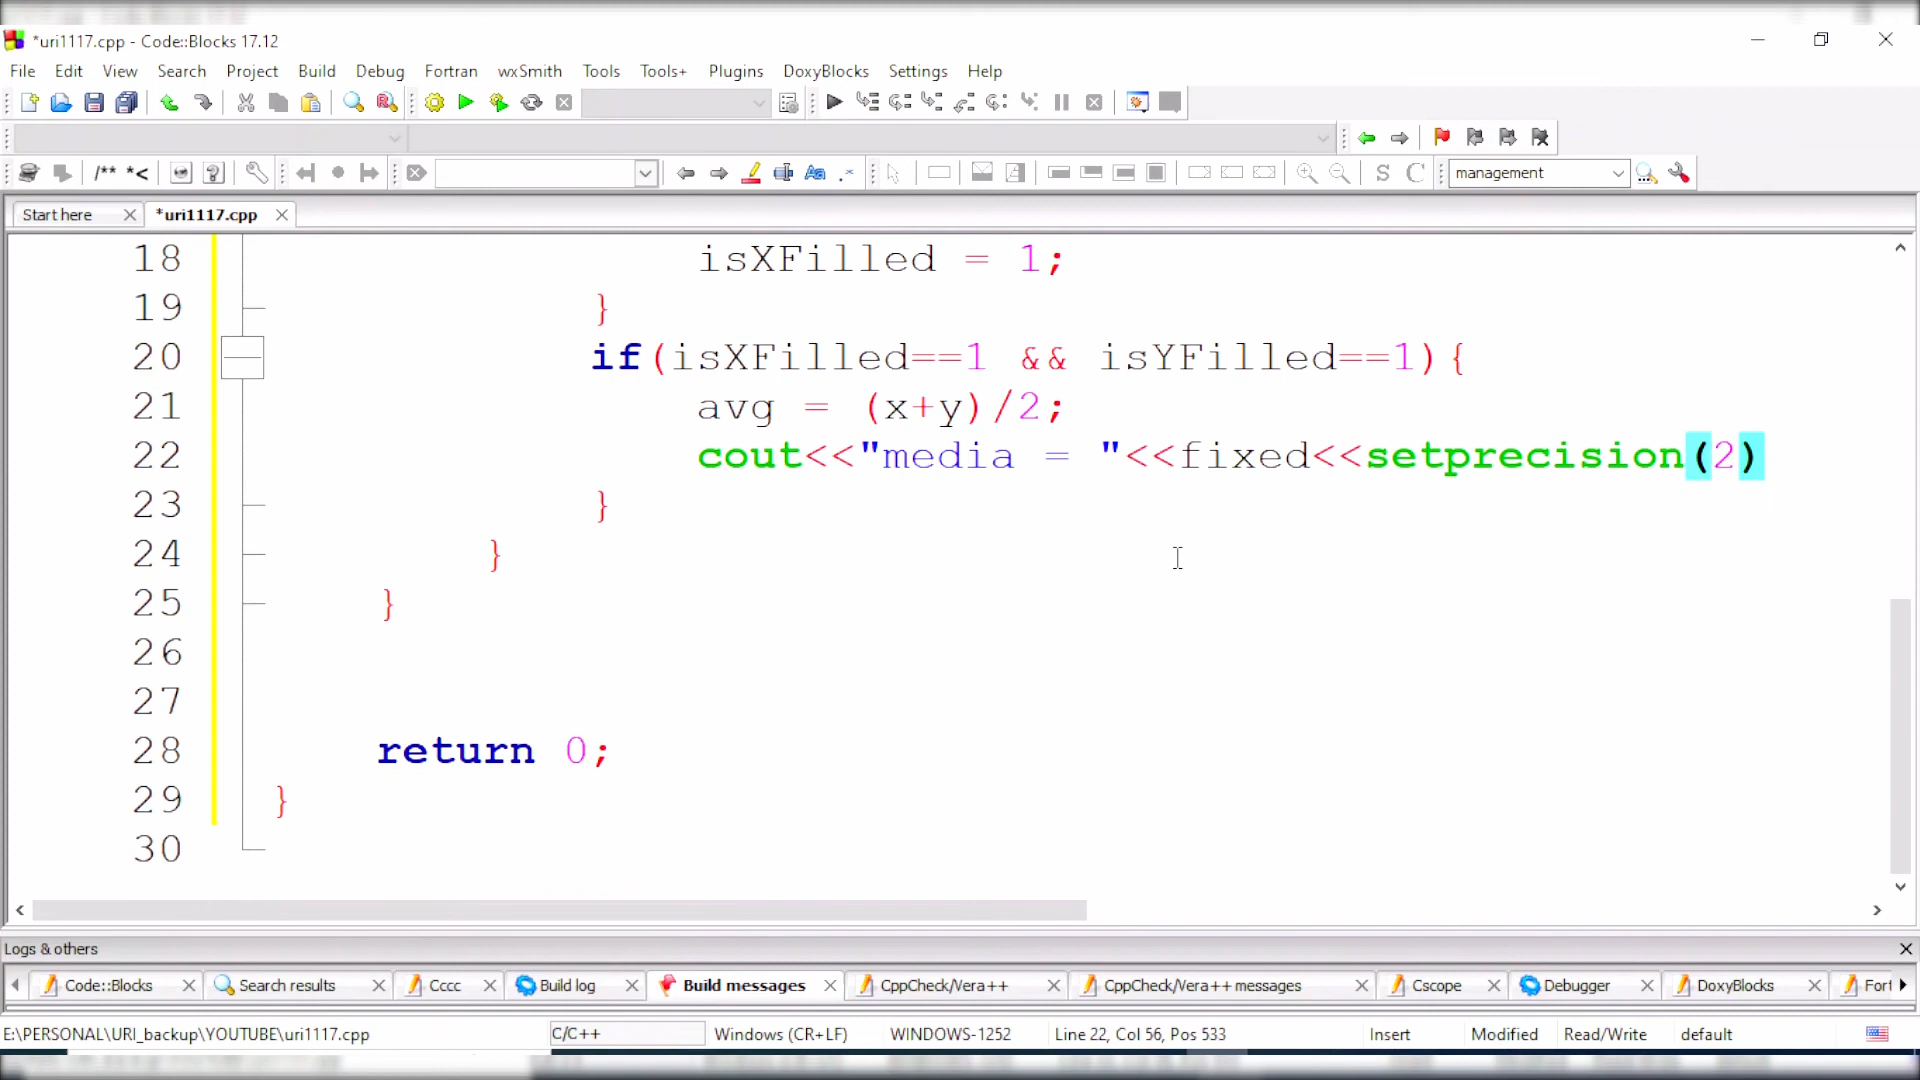 *uri1117.cpp - Code::Blocks 17.12
File Edit View Search Project Build Debug Fortran wxSmith Tools Tools+ Plugins DoxyBlocks Settings Help
/** *<
S C management
Start here *uri1117.cpp
18 isXFilled = 1;
19 }
20 if(isXFilled==1 && isYFilled==1){
21 avg = (x+y)/2;
22 cout<<"media = "<<fixed<<setprecision(2)
23 }
24 }
25 }
26
27
28 return 0;
29 }
30
Logs & others
Code::Blocks Search results Cccc Build log Build messages CppCheck/Vera++ CppCheck/Vera++ messages Cscope Debugger DoxyBlocks Fort
E:\PERSONAL\URI_backup\YOUTUBE\uri1117.cpp C/C++ Windows (CR+LF) WINDOWS-1252 Line 22, Col 56, Pos 533 Insert Modified Read/Write default